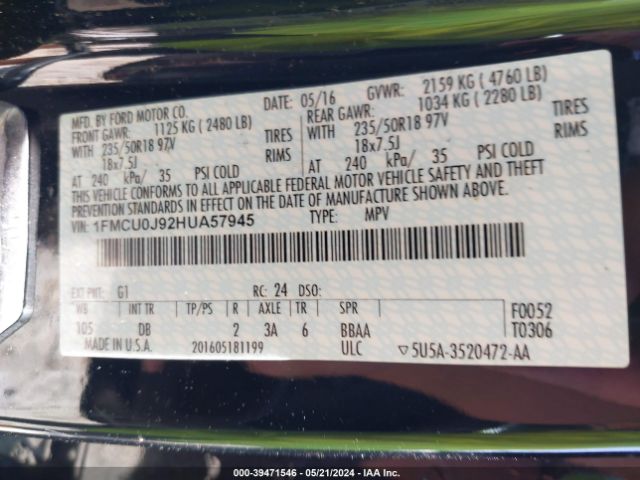 MFD. BY FORD MOTOR CO.
DATE: 05/16 GVWR: 2159 KG ( 4760 LB)
FRONT GAWR: 1125 KG ( 2480 LB) REAR GAWR: 1034 KG ( 2280 LB)
WITH 235/50R18 97V TIRES WITH 235/50R18 97V TIRES
18x7.5J RIMS 18x7.5J RIMS
AT 240 kPa/ 35 PSI COLD AT 240 kPa/ 35 PSI COLD
THIS VEHICLE CONFORMS TO ALL APPLICABLE FEDERAL MOTOR VEHICLE SAFETY AND THEFT
PREVENTION STANDARDS IN EFFECT ON THE DATE OF MANUFACTURE SHOWN ABOVE.
VIN: 1FMCU0J92HUA57945 TYPE: MPV
EXT PNT: G1 RC: 24 DSO:
WB INT TR TP/PS R AXLE TR SPR F0052
105 DB 2 3A 6 BBAA T0306
MADE IN U.S.A. 201605181199 ULC 5U5A-3520472-AA
000-39471546 — 05/21/2024 — IAA Inc.